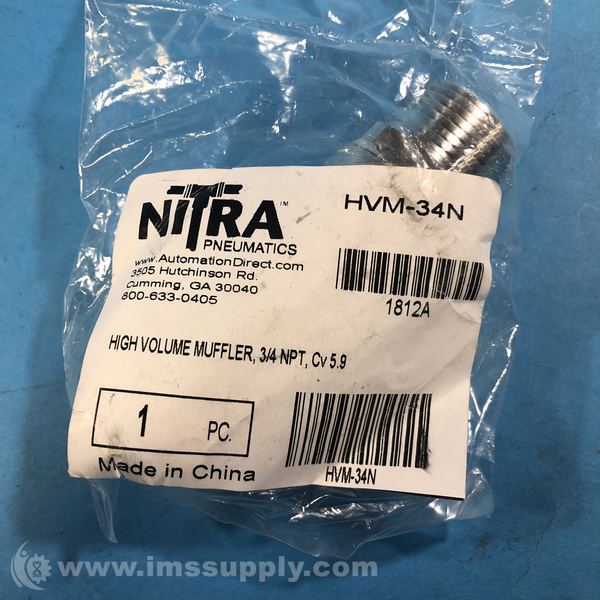 NITRA™
PNEUMATICS
www.AutomationDirect.com
3505 Hutchinson Rd.
Cumming, GA 30040
800-633-0405
HVM-34N
1812A
HIGH VOLUME MUFFLER, 3/4 NPT, Cv 5.9
1 PC.
Made in China
HVM-34N
www.imssupply.com